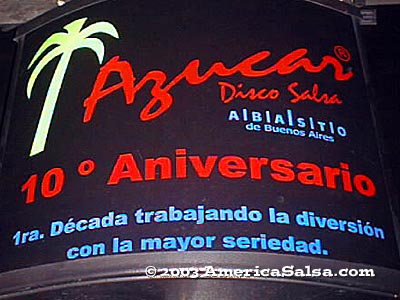 Azucar®
Disco Salsa
A|B|A|S|T|O
de Buenos Aires
10 º Aniversario
1ra. Década trabajando la diversión
con la mayor seriedad.
©2003AmericaSalsa.com